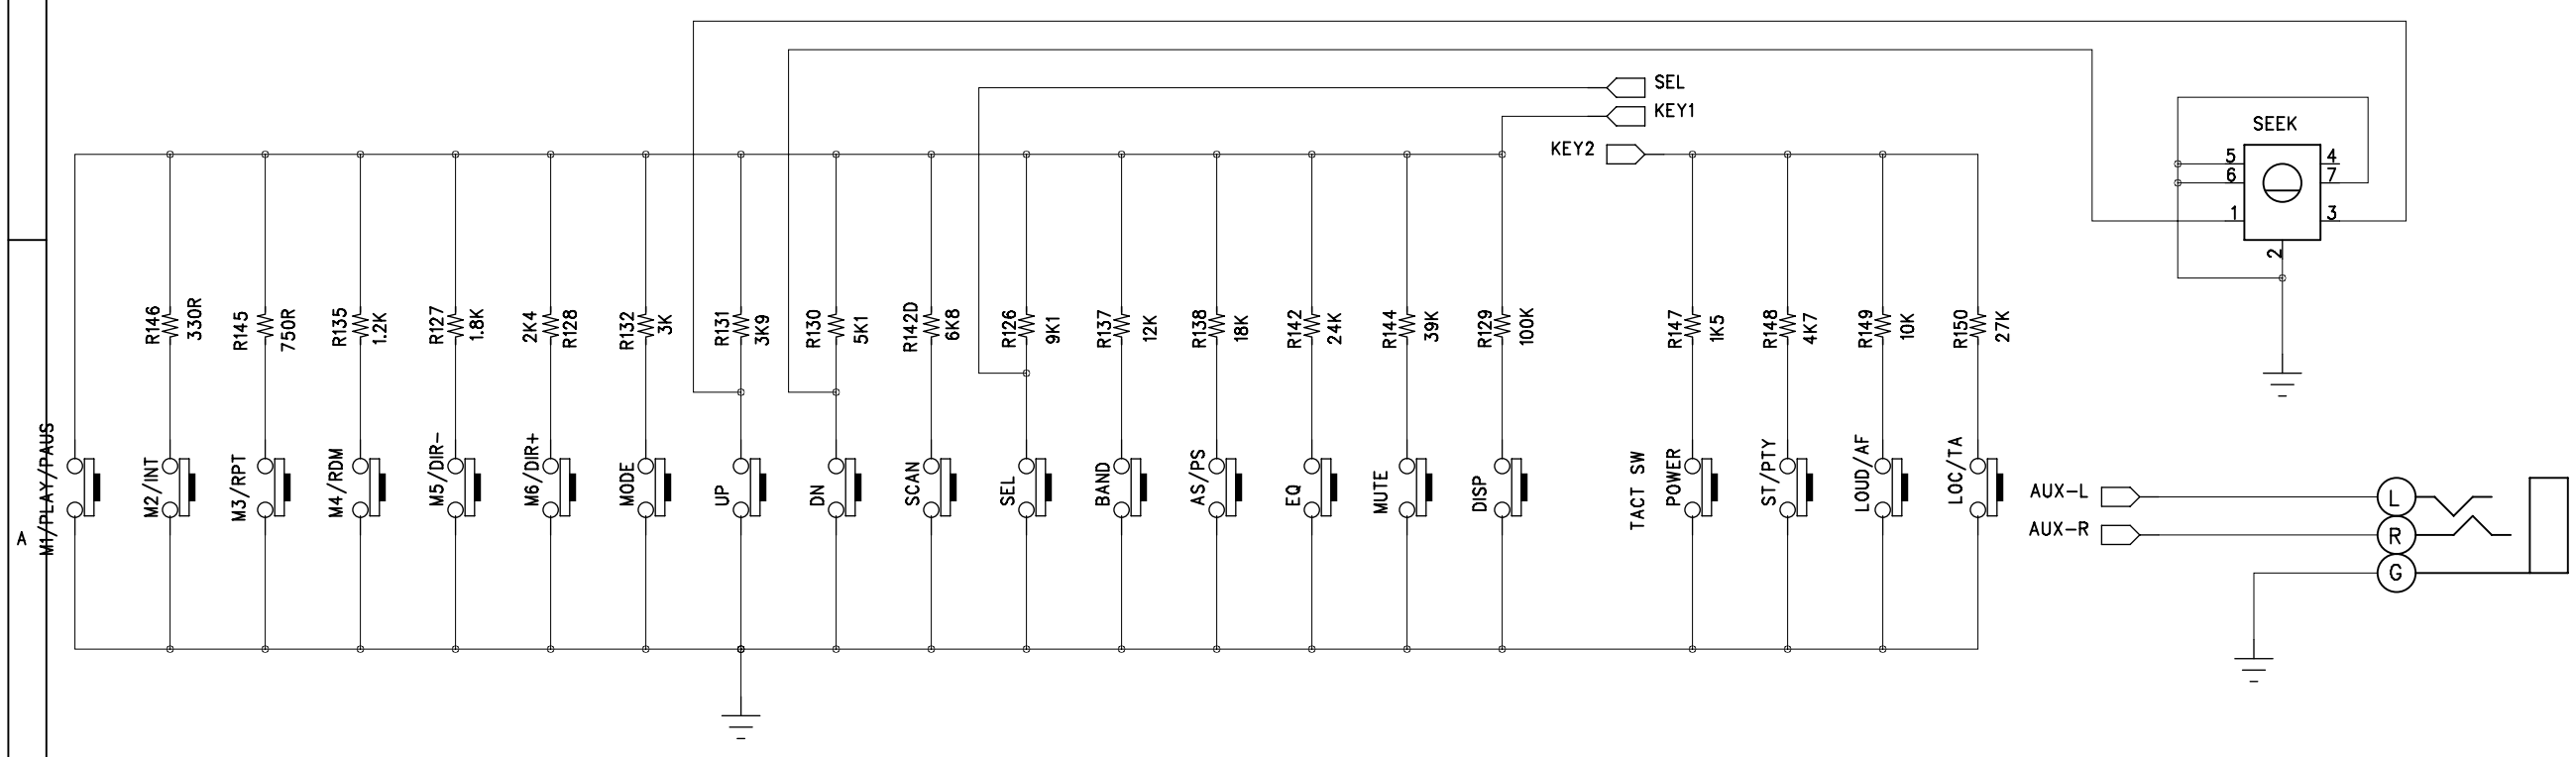 SEL
KEY1
KEY2
SEEK
5
4
6
7
1
3
2
R146
330R
R145
750R
R135
1.2K
R127
1.8K
2K4
R128
R132
3K
R131
3K9
R130
5K1
R142D
6K8
R126
9K1
R137
12K
R138
18K
R142
24K
R144
39K
R129
100K
R147
1K5
R148
4K7
R149
10K
R150
27K
M1/PLAY/PAUS
M2/INT
M3/RPT
M4/RDM
M5/DIR-
M6/DIR+
MODE
UP
DN
SCAN
SEL
BAND
AS/PS
EQ
MUTE
DISP
TACT SW
POWER
ST/PTY
LOUD/AF
LOC/TA
AUX-L
L
AUX-R
R
G
A